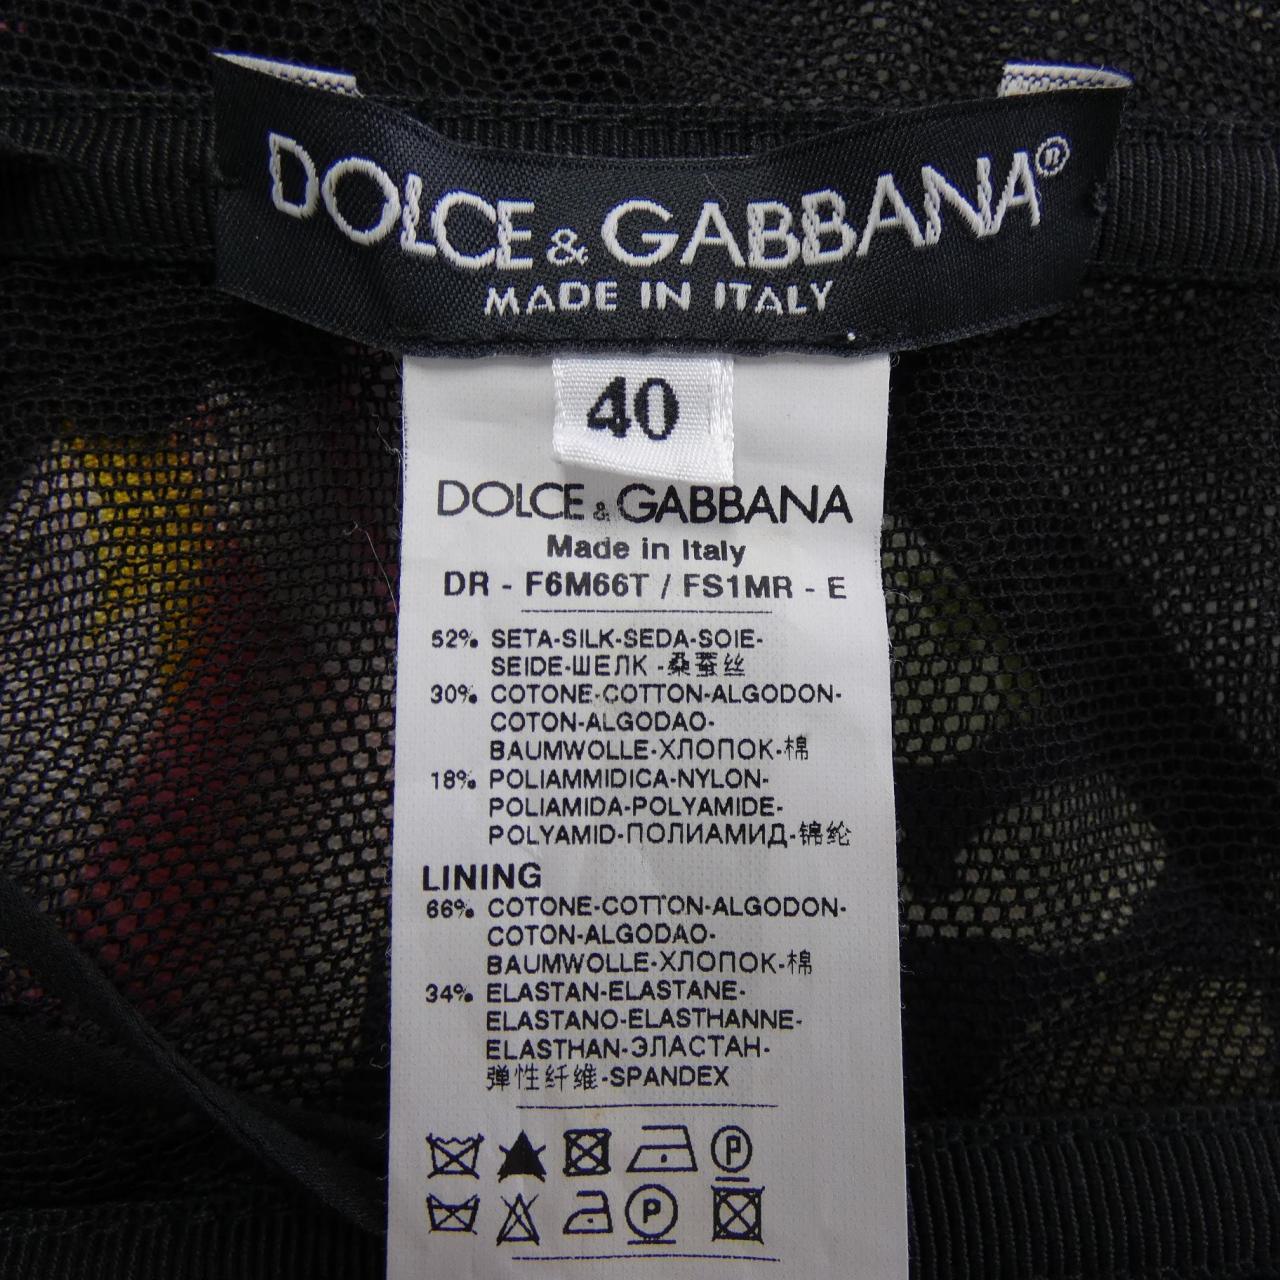 DOLCE & GABBANA®
MADE IN ITALY
40
DOLCE & GABBANA
Made in Italy
DR - F6M66T / FS1MR - E
52% SETA-SILK-SEDA-SOIE-
SEIDE-ШЕЛК -桑蚕丝
30% COTONE-COTTON-ALGODON-
COTON-ALGODAO-
BAUMWOLLE-ХЛОПОК-棉
18% POLIAMMIDICA-NYLON-
POLIAMIDA-POLYAMIDE-
POLYAMID-ПОЛИАМИД-锦纶
LINING
66% COTONE-COTTON-ALGODON-
COTON-ALGODAO-
BAUMWOLLE-ХЛОПОК-棉
34% ELASTAN-ELASTANE-
ELASTANO-ELASTHANNE-
ELASTHAN-ЭЛАСТАН-
弹性纤维-SPANDEX
P
P